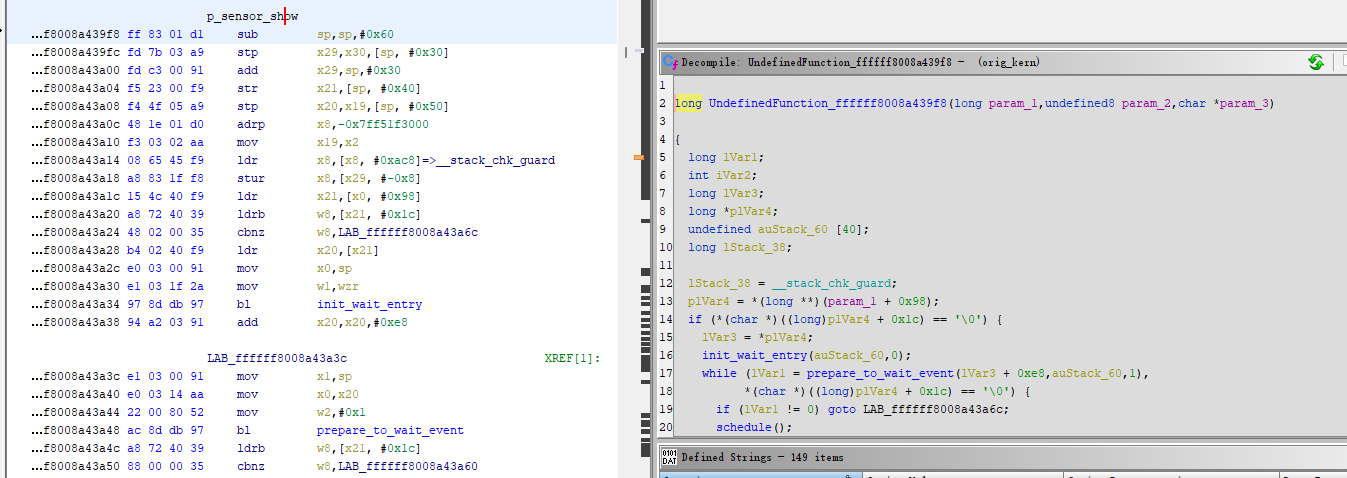 p_sensor_show
...f8008a439f8 ff 83 01 d1 sub sp,sp,#0x60
...f8008a439fc fd 7b 03 a9 stp x29,x30,[sp, #0x30]
...f8008a43a00 fd c3 00 91 add x29,sp,#0x30
...f8008a43a04 f5 23 00 f9 str x21,[sp, #0x40]
...f8008a43a08 f4 4f 05 a9 stp x20,x19,[sp, #0x50]
...f8008a43a0c 48 1e 01 d0 adrp x8,-0x7ff51f3000
...f8008a43a10 f3 03 02 aa mov x19,x2
...f8008a43a14 08 65 45 f9 ldr x8,[x8, #0xac8]=>__stack_chk_guard
...f8008a43a18 a8 83 1f f8 stur x8,[x29, #-0x8]
...f8008a43a1c 15 4c 40 f9 ldr x21,[x0, #0x98]
...f8008a43a20 a8 72 40 39 ldrb w8,[x21, #0x1c]
...f8008a43a24 48 02 00 35 cbnz w8,LAB_ffffff8008a43a6c
...f8008a43a28 b4 02 40 f9 ldr x20,[x21]
...f8008a43a2c e0 03 00 91 mov x0,sp
...f8008a43a30 e1 03 1f 2a mov w1,wzr
...f8008a43a34 97 8d db 97 bl init_wait_entry
...f8008a43a38 94 a2 03 91 add x20,x20,#0xe8
LAB_ffffff8008a43a3c XREF[1]:
...f8008a43a3c e1 03 00 91 mov x1,sp
...f8008a43a40 e0 03 14 aa mov x0,x20
...f8008a43a44 22 00 80 52 mov w2,#0x1
...f8008a43a48 ac 8d db 97 bl prepare_to_wait_event
...f8008a43a4c a8 72 40 39 ldrb w8,[x21, #0x1c]
...f8008a43a50 88 00 00 35 cbnz w8,LAB_ffffff8008a43a60
Decompile: UndefinedFunction_ffffff8008a439f8 - (orig_kern)
1
2 long UndefinedFunction_ffffff8008a439f8(long param_1,undefined8 param_2,char *param_3)
3
4 {
5 long lVar1;
6 int iVar2;
7 long lVar3;
8 long *plVar4;
9 undefined auStack_60 [40];
10 long lStack_38;
11
12 lStack_38 = __stack_chk_guard;
13 plVar4 = *(long **)(param_1 + 0x98);
14 if (*(char *)((long)plVar4 + 0x1c) == '\0') {
15 lVar3 = *plVar4;
16 init_wait_entry(auStack_60,0);
17 while (lVar1 = prepare_to_wait_event(lVar3 + 0xe8,auStack_60,1),
18 *(char *)((long)plVar4 + 0x1c) == '\0') {
19 if (lVar1 != 0) goto LAB_ffffff8008a43a6c;
20 schedule();
Defined Strings - 149 items